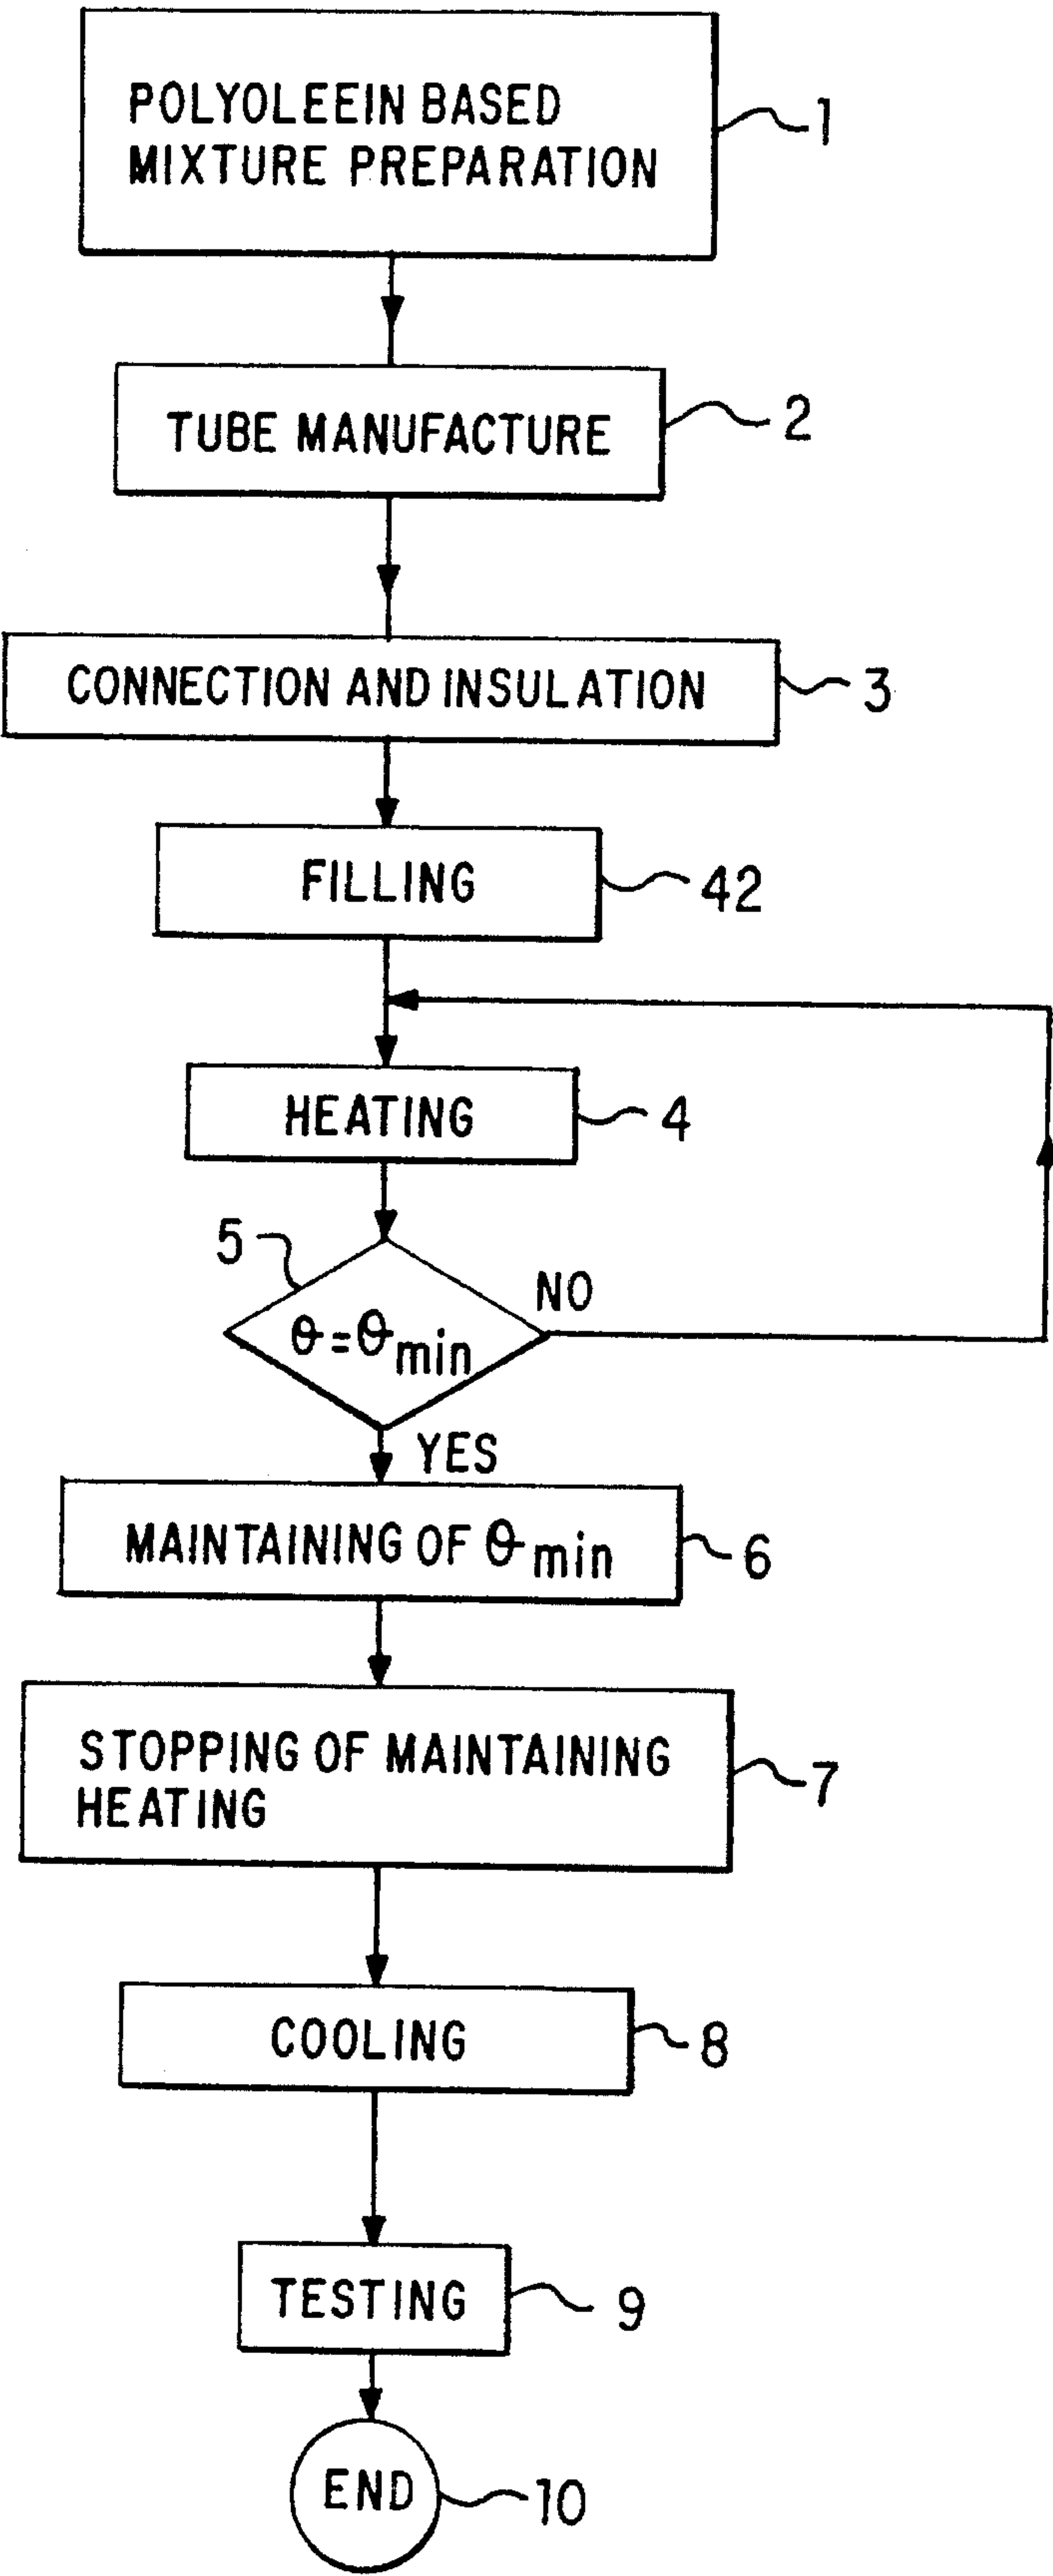 POLYOLEEIN BASED
MIXTURE PREPARATION
1
TUBE MANUFACTURE
2
CONNECTION AND INSULATION
3
FILLING
42
HEATING
4
5
θ=θmin
NO
YES
MAINTAINING OF θmin
6
STOPPING OF MAINTAINING
HEATING
7
COOLING
8
TESTING
9
END
10